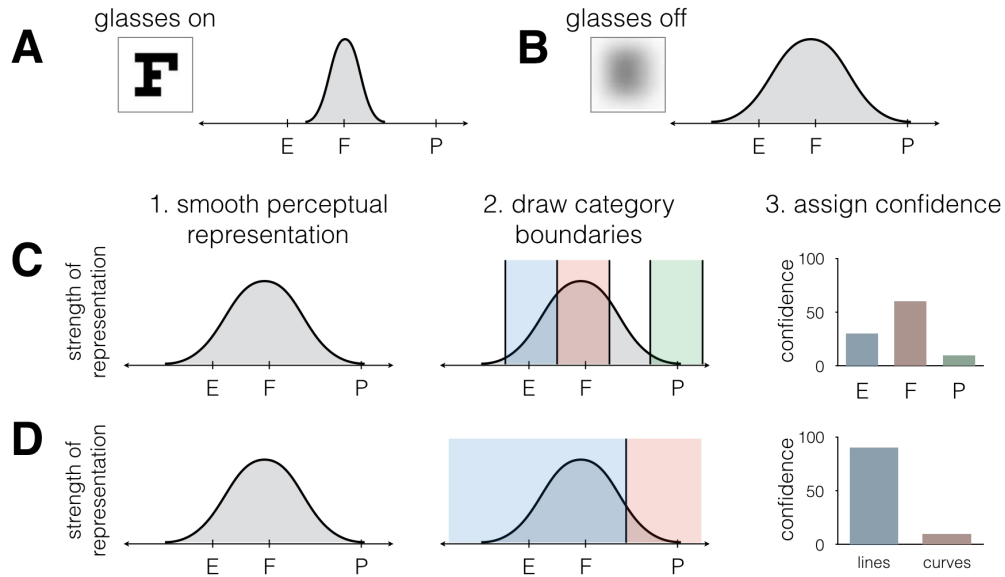 A
glasses on
F
E F P
B
glasses off
E F P
1. smooth perceptual
representation
2. draw category
boundaries
3. assign confidence
C
strength of
representation
E F P
E F P
confidence
100
50
0
E F P
D
strength of
representation
E F P
E F P
confidence
100
50
0
lines curves